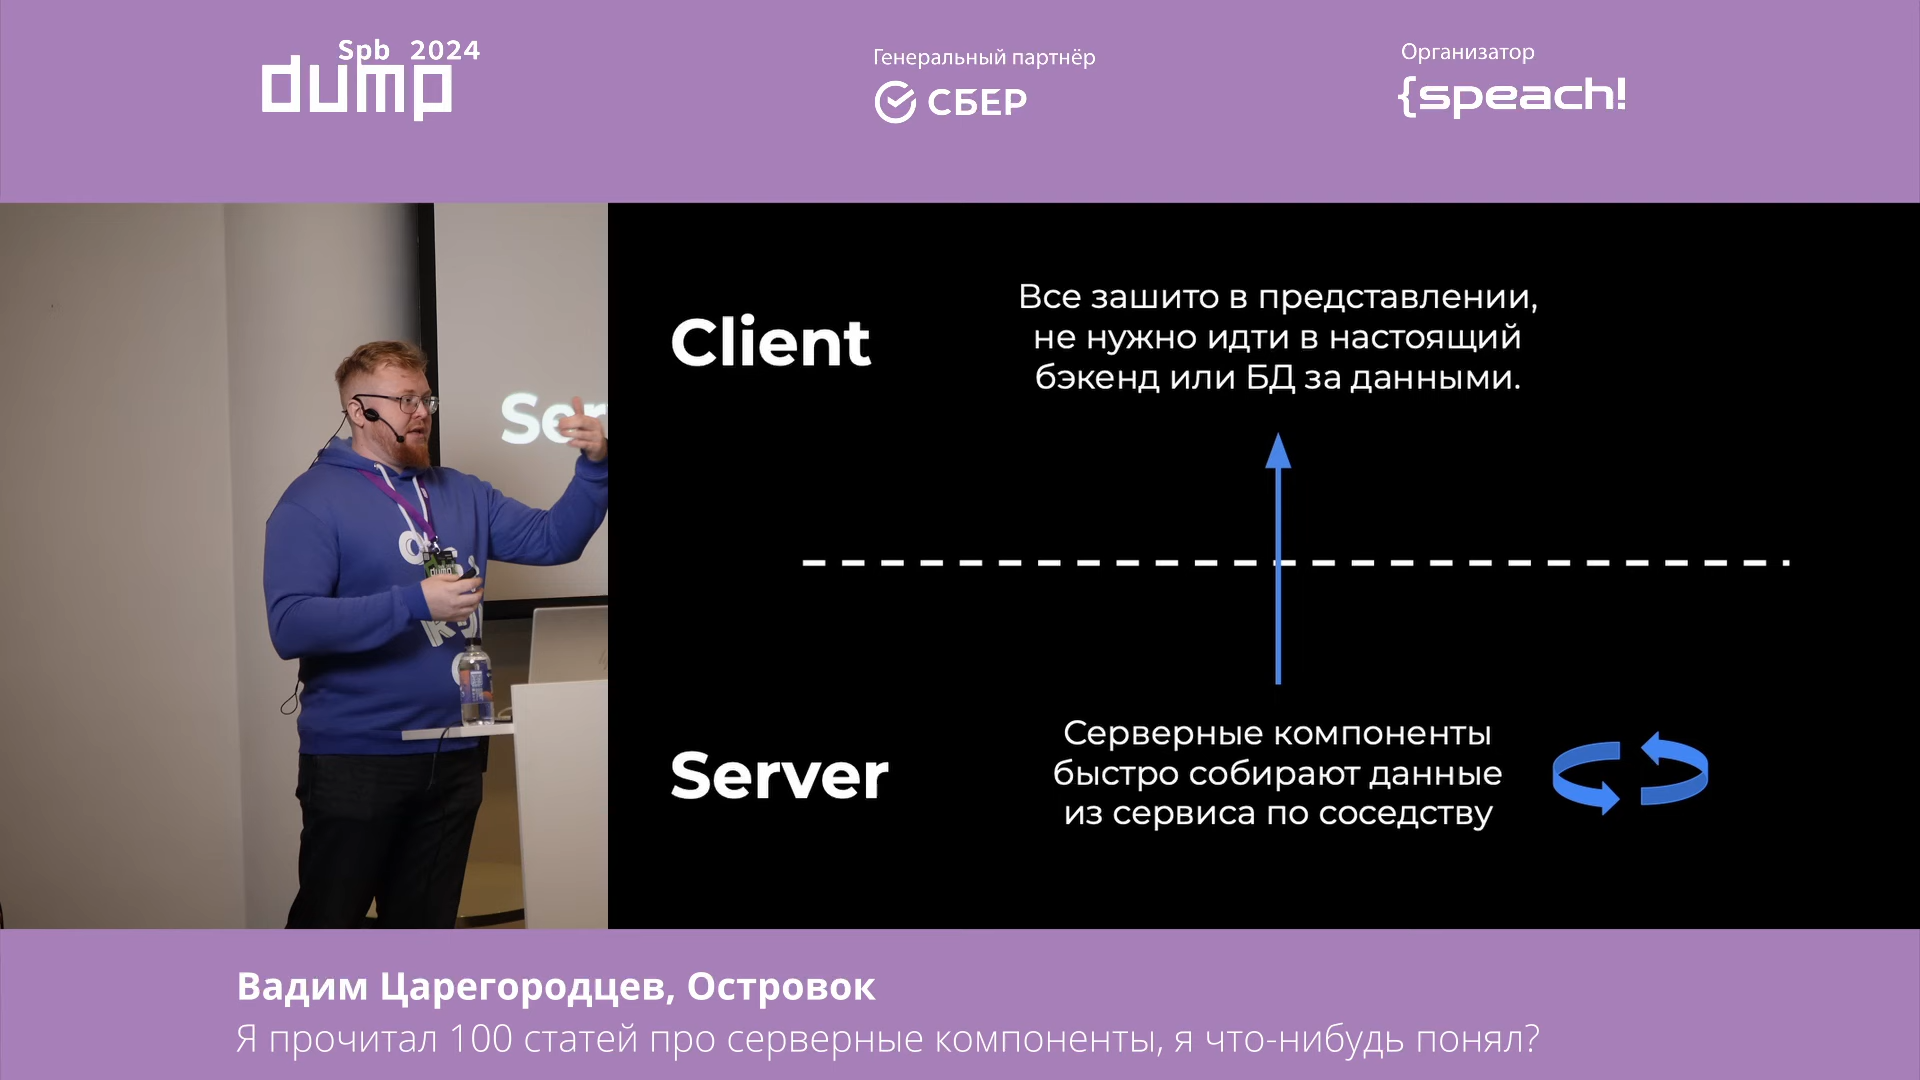 Spb 2024
dump
Генеральный партнёр
СБЕР
Организатор
{speach!
Client
Все зашито в представлении,
не нужно идти в настоящий
бэкенд или БД за данными.
Ser
Server
Серверные компоненты
быстро собирают данные
из сервиса по соседству
Вадим Царегородцев, Островок
Я прочитал 100 статей про серверные компоненты, я что-нибудь понял?